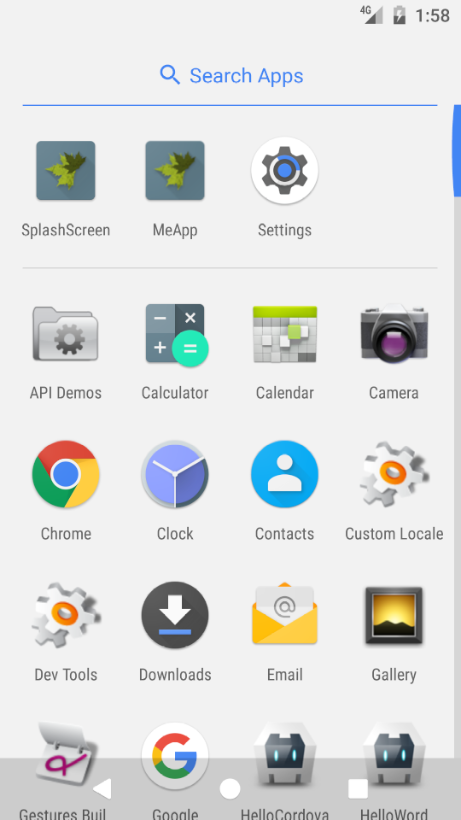 4G 1:58
Search Apps
SplashScreen MeApp Settings
API Demos Calculator Calendar Camera
Chrome Clock Contacts Custom Locale
Dev Tools Downloads Email Gallery
Gestures Buil Google HelloCordova HelloWord